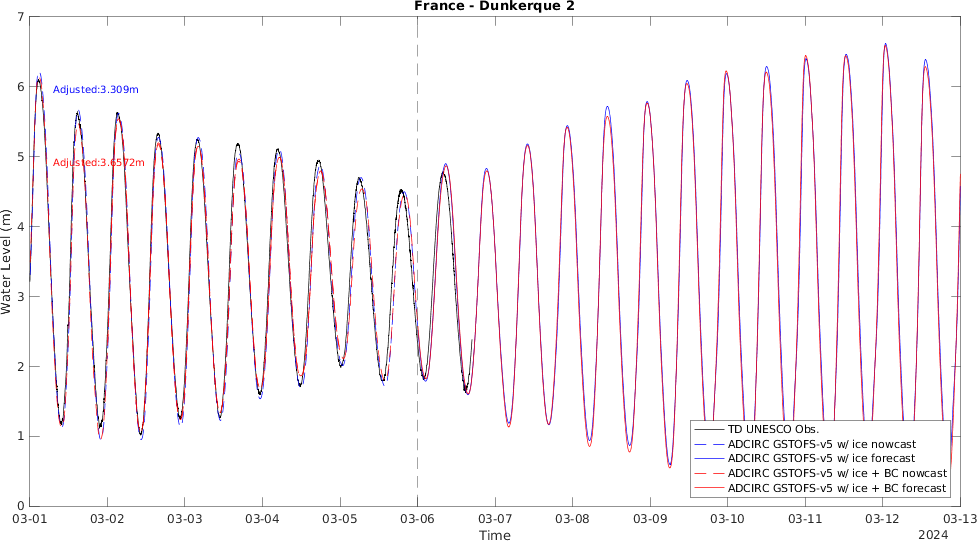 France - Dunkerque 2
7
6
5
4
3
2
1
0
Water Level (m)
Adjusted:3.309m
Adjusted:3.6572m
TD UNESCO Obs.
ADCIRC GSTOFS-v5 w/ ice nowcast
ADCIRC GSTOFS-v5 w/ ice forecast
ADCIRC GSTOFS-v5 w/ ice + BC nowcast
ADCIRC GSTOFS-v5 w/ ice + BC forecast
03-01 03-02 03-03 03-04 03-05 03-06 03-07 03-08 03-09 03-10 03-11 03-12 03-13
Time
2024